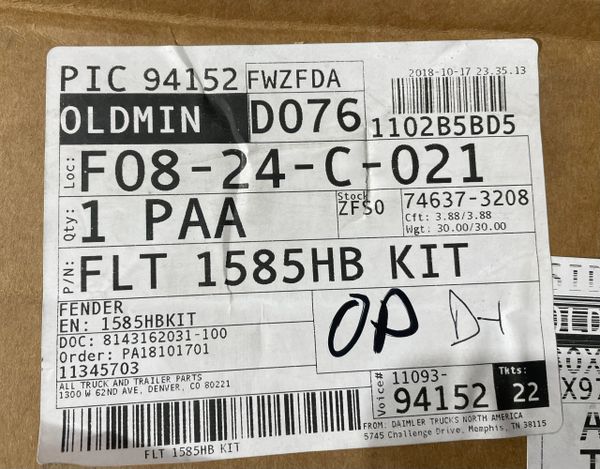 PIC 94152 FWZFDA 2018-10-17 23.35.13
OLDMIN D076 1102B5BD5
Loc: F08-24-C-021
Qty: 1 PAA Stock ZFS0 74637-3208
Cft: 3.88/3.88
Wgt: 30.00/30.00
P/N: FLT 1585HB KIT
FENDER
EN: 1585HBKIT
DOC: 8143162031-100
Order: PA18101701
11345703
OP D-1
ALL TRUCK AND TRAILER PARTS
1300 W 62ND AVE, DENVER, CO 80221
Voice# 11093-94152 Tkts: 22
FLT 1585HB KIT
FROM: DAIMLER TRUCKS NORTH AMERICA
5745 Challenge Drive, Memphis, TN 38115